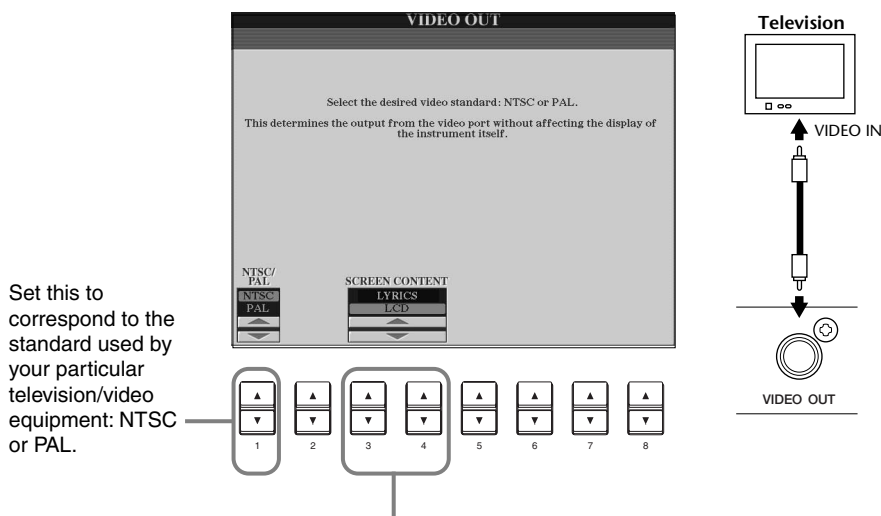 VIDEO OUT
Select the desired video standard: NTSC or PAL.
This determines the output from the video port without affecting the display of
the instrument itself.
NTSC/
PAL
NTSC
PAL
SCREEN CONTENT
LYRICS
LCD
Set this to
correspond to the
standard used by
your particular
television/video
equipment: NTSC
or PAL.
1 2 3 4 5 6 7 8
Television
VIDEO IN
VIDEO OUT